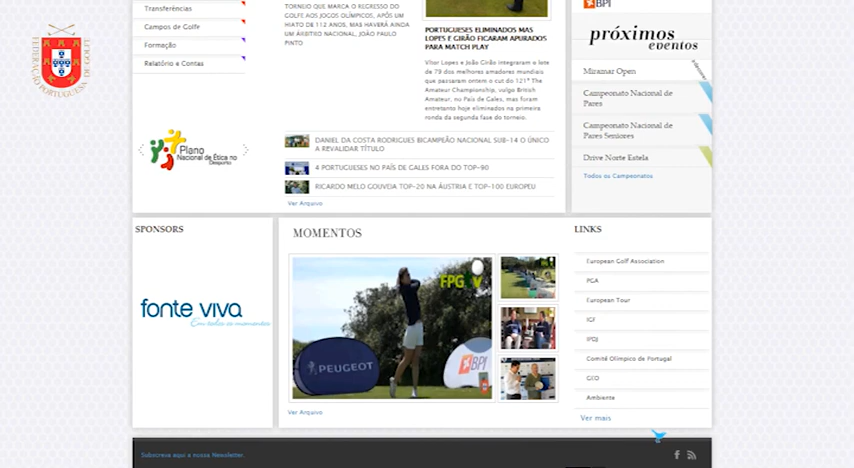 FEDERAÇÃO PORTUGUESA DE GOLFE
Transferências
Campos de Golfe
Formação
Relatório e Contas
Plano
Nacional de Ética no
Desporto
TORNEIO QUE MARCA O REGRESSO DO
GOLFE AOS JOGOS OLÍMPICOS, APÓS UM
HIATO DE 112 ANOS, MAS HAVERÁ AINDA
UM ÁRBITRO NACIONAL, JOÃO PAULO
PINTO
PORTUGUESES ELIMINADOS MAS
LOPES E GIRÃO FICARAM APURADOS
PARA MATCH PLAY
Vítor Lopes e João Girão integraram o lote
de 79 dos melhores amadores mundiais
que passaram ontem o cut do 121º The
Amateur Championship, vulgo British
Amateur, no País de Gales, mas foram
entretanto hoje eliminados na primeira
ronda da segunda fase do torneio.
DANIEL DA COSTA RODRIGUES BICAMPEÃO NACIONAL SUB-14 O ÚNICO
A REVALIDAR TÍTULO
4 PORTUGUESES NO PAÍS DE GALES FORA DO TOP-90
RICARDO MELO GOUVEIA TOP-20 NA ÁUSTRIA E TOP-100 EUROPEU
Ver Arquivo
BPI
próximos
eventos
Miramar Open
Campeonato Nacional de
Pares
Campeonato Nacional de
Pares Seniores
Drive Norte Estela
Todos os Campeonatos
SPONSORS
fonte viva
Em todos os momentos
MOMENTOS
FPG
PEUGEOT
BPI
Ver Arquivo
LINKS
European Golf Association
PGA
European Tour
IGF
IPDJ
Comité Olímpico de Portugal
GEO
Ambiente
Ver mais
Subscreva aqui a nossa Newsletter.